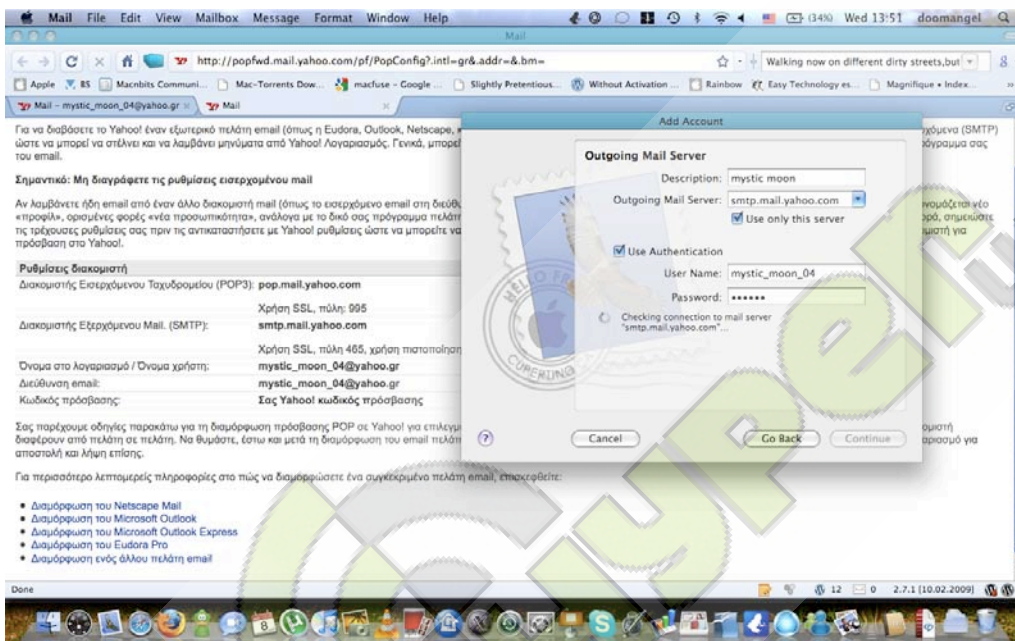 Mail File Edit View Mailbox Message Format Window Help (34%) Wed 13:51 doomangel
Mail
http://popfwd.mail.yahoo.com/pf/PopConfig?.intl=gr&.addr=&.bm= Walking now on different dirty streets,but
Apple RS Macnbits Communi... Mac-Torrents Dow... macfuse – Google ... Slightly Pretentious... Without Activation ... Rainbow Easy Technology es... Magnifique • Index...
Mail – mystic_moon_04@yahoo.gr Mail
Για να διαβάσετε το Yahoo! έναν εξωτερικό πελάτη email (όπως η Eudora, Outlook, Netscape,
ώστε να μπορεί να στέλνει και να λαμβάνει μηνύματα από Yahoo! Λογαριασμός. Γενικά, μπορεί
του email.
Σημαντικό: Μη διαγράφετε τις ρυθμίσεις εισερχομένου mail
Αν λαμβάνετε ήδη email από έναν άλλο διακομιστή mail (όπως το εισερχόμενο email στη διεύθυ
«προφίλ», ορισμένες φορές «νέα προσωπικότητα», ανάλογα με το δικό σας πρόγραμμα πελάτη
τις τρέχουσες ρυθμίσεις σας πριν τις αντικαταστήσετε με Yahoo! ρυθμίσεις ώστε να μπορείτε να
πρόσβαση στο Yahoo!.
Ρυθμίσεις διακομιστή
Διακομιστής Εισερχόμενου Ταχυδρομείου (POP3): pop.mail.yahoo.com
Χρήση SSL, πύλη: 995
Διακομιστής Εξερχόμενου Mail. (SMTP): smtp.mail.yahoo.com
Χρήση SSL, πύλη 465, χρήση πιστοποίησ
Όνομα στο λογαριασμό / Όνομα χρήστη: mystic_moon_04@yahoo.gr
Διεύθυνση email: mystic_moon_04@yahoo.gr
Κωδικός πρόσβασης: Σας Yahoo! κωδικός πρόσβασης
Σας παρέχουμε οδηγίες παρακάτω για τη διαμόρφωση πρόσβασης POP σε Yahoo! για επιλεγμ
διαφέρουν από πελάτη σε πελάτη. Να θυμάστε, έστω και μετά τη διαμόρφωση του email πελάτη
αποστολή και λήψη επίσης.
Για περισσότερο λεπτομερείς πληροφορίες στο πώς να διαμορφώσετε ένα συγκεκριμένο πελάτη email, επισκεφθείτε:
Διαμόρφωση του Netscape Mail
Διαμόρφωση του Microsoft Outlook
Διαμόρφωση του Microsoft Outlook Express
Διαμόρφωση του Eudora Pro
Διαμόρφωση ενός άλλου πελάτη email
Add Account
Outgoing Mail Server
Description: mystic moon
Outgoing Mail Server: smtp.mail.yahoo.com
Use only this server
Use Authentication
User Name: mystic_moon_04
Password: ••••••
Checking connection to mail server
"smtp.mail.yahoo.com"...
HELLO FR
CUPERTINO
? Cancel Go Back Continue
Done 12 0 2.7.1 [10.02.2009]
8